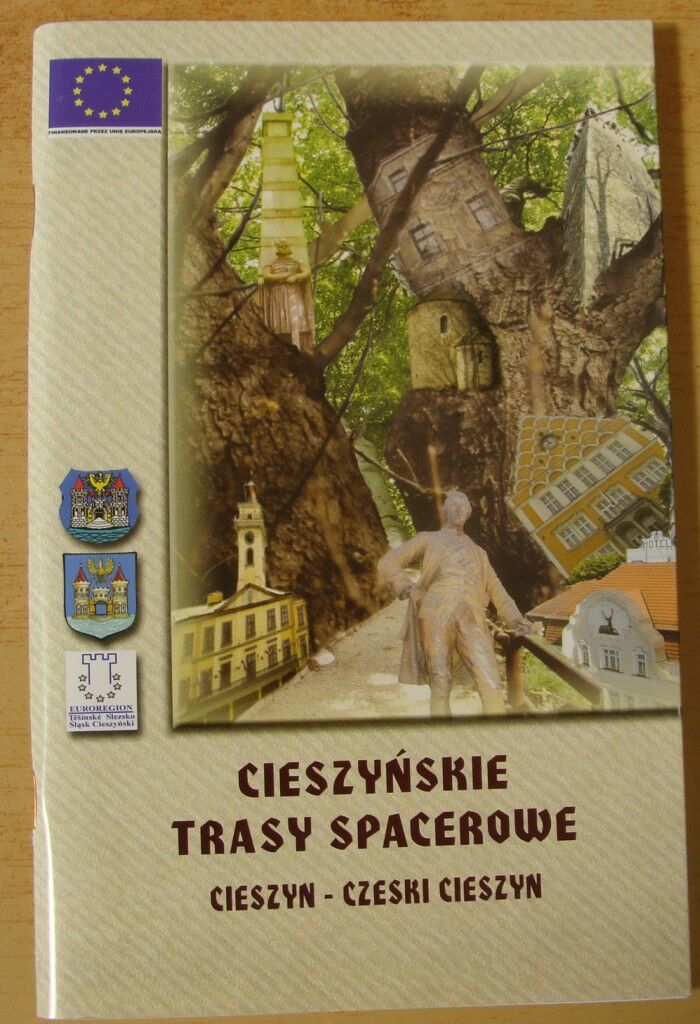 FINANSOWANE PRZEZ UNIĘ EUROPEJSKĄ
HOTEL
EUROREGION
Těšínské Slezsko
Śląsk Cieszyński
CIESZYŃSKIE
TRASY SPACEROWE
CIESZYN - CZESKI CIESZYN